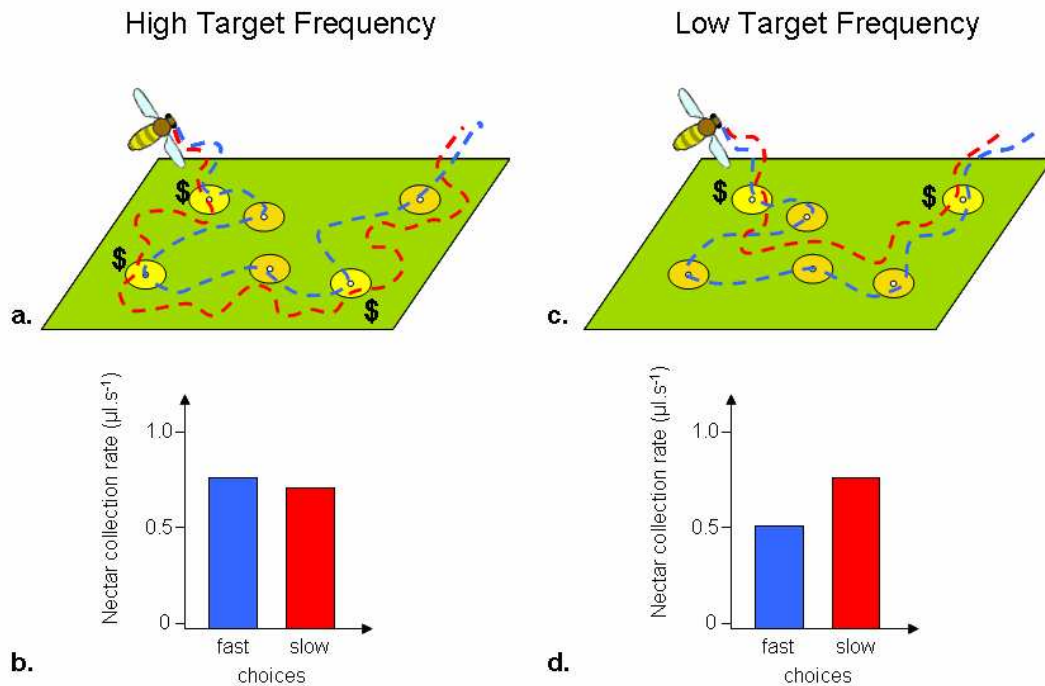 High Target Frequency
Low Target Frequency
$
$
$
a.
$
$
c.
Nectar collection rate (µl.s⁻¹)
1.0
0.5
0
fast
slow
choices
b.
Nectar collection rate (µl.s⁻¹)
1.0
0.5
0
fast
slow
choices
d.